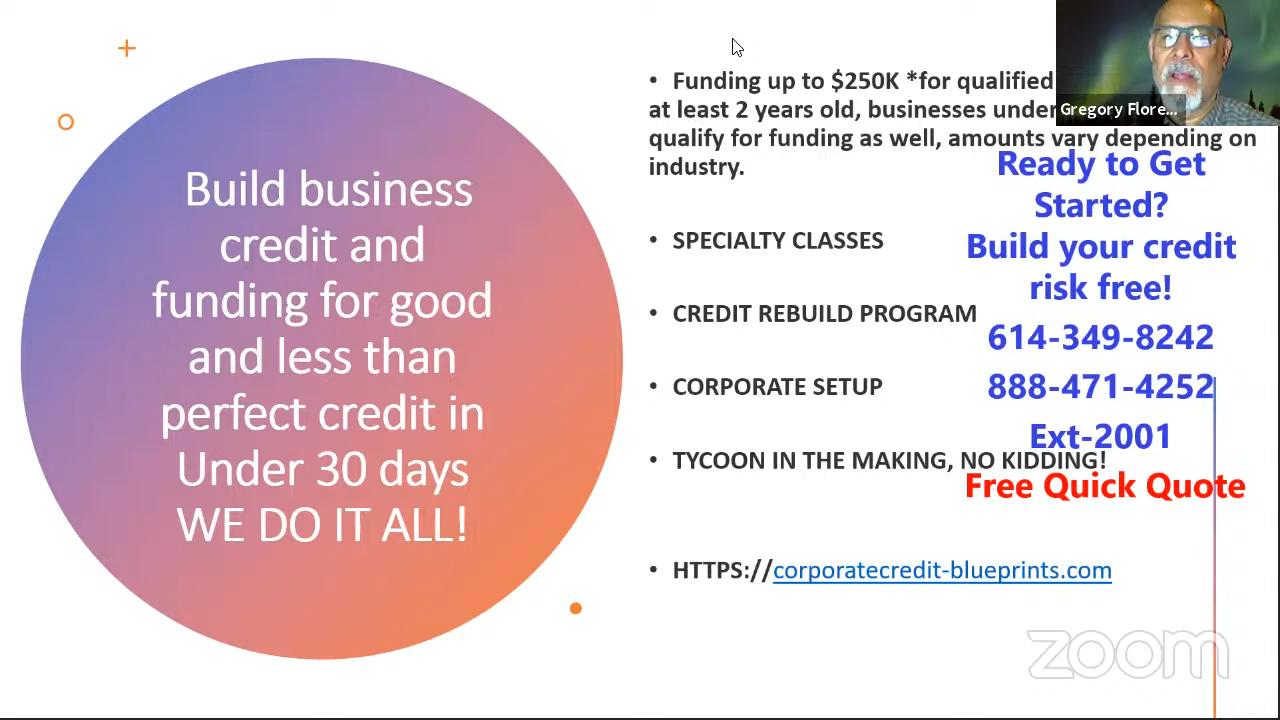 Build business
credit and
funding for good
and less than
perfect credit in
Under 30 days
WE DO IT ALL!
• Funding up to $250K *for qualified
at least 2 years old, businesses under
qualify for funding as well, amounts vary depending on
industry.
• SPECIALTY CLASSES
• CREDIT REBUILD PROGRAM
• CORPORATE SETUP
• TYCOON IN THE MAKING, NO KIDDING!
• HTTPS://corporatecredit-blueprints.com
Gregory Flore...
Ready to Get
Started?
Build your credit
risk free!
614-349-8242
888-471-4252
Ext-2001
Free Quick Quote
zoom